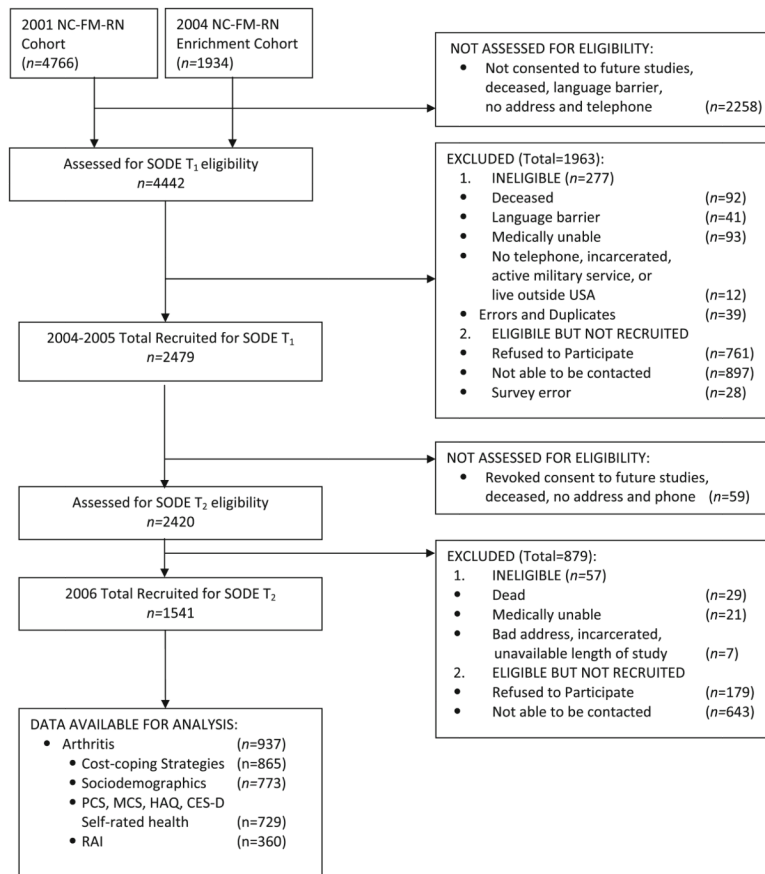 2001 NC-FM-RN
Cohort
(n=4766)
2004 NC-FM-RN
Enrichment Cohort
(n=1934)
NOT ASSESSED FOR ELIGIBILITY:
• Not consented to future studies,
deceased, language barrier,
no address and telephone (n=2258)
Assessed for SODE T₁ eligibility
n=4442
EXCLUDED (Total=1963):
1. INELIGIBLE (n=277)
• Deceased (n=92)
• Language barrier (n=41)
• Medically unable (n=93)
• No telephone, incarcerated,
active military service, or
live outside USA (n=12)
• Errors and Duplicates (n=39)
2. ELIGIBILE BUT NOT RECRUITED
• Refused to Participate (n=761)
• Not able to be contacted (n=897)
• Survey error (n=28)
2004-2005 Total Recruited for SODE T₁
n=2479
NOT ASSESSED FOR ELIGIBILITY:
• Revoked consent to future studies,
deceased, no address and phone (n=59)
Assessed for SODE T₂ eligibility
n=2420
EXCLUDED (Total=879):
1. INELIGIBLE (n=57)
• Dead (n=29)
• Medically unable (n=21)
• Bad address, incarcerated,
unavailable length of study (n=7)
2. ELIGIBLE BUT NOT RECRUITED
• Refused to Participate (n=179)
• Not able to be contacted (n=643)
2006 Total Recruited for SODE T₂
n=1541
DATA AVAILABLE FOR ANALYSIS:
• Arthritis (n=937)
• Cost-coping Strategies (n=865)
• Sociodemographics (n=773)
• PCS, MCS, HAQ, CES-D
Self-rated health (n=729)
• RAI (n=360)